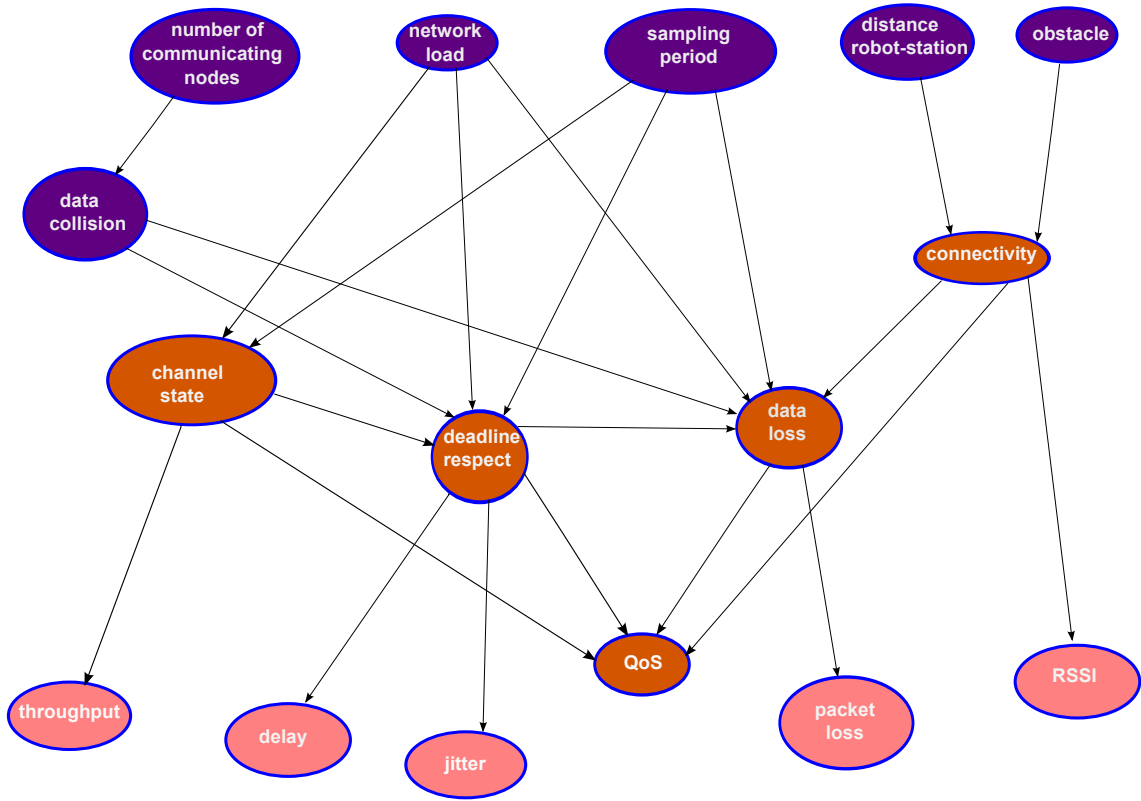 number of
communicating
nodes
network
load
sampling
period
distance
robot-station
obstacle
data
collision
connectivity
channel
state
deadline
respect
data
loss
QoS
throughput
delay
jitter
packet
loss
RSSI